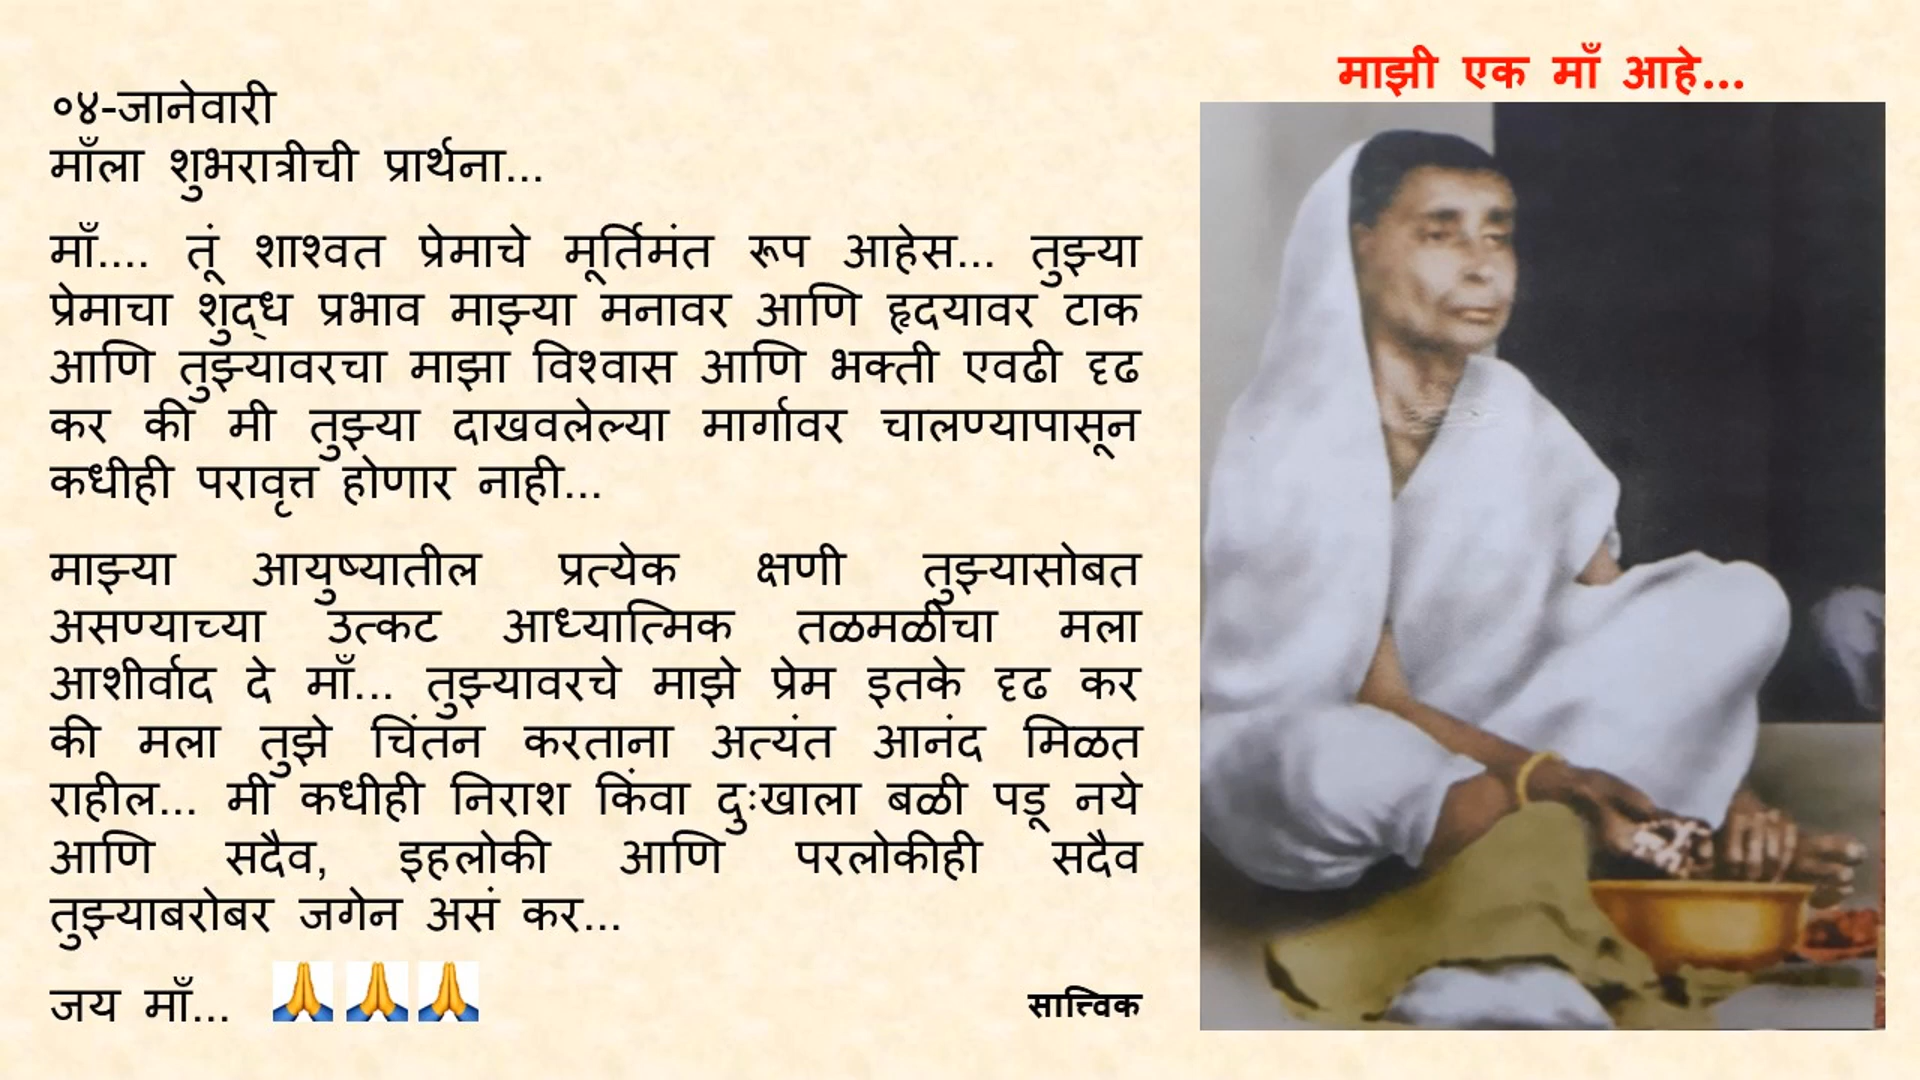 माझी एक माँ आहे...
०४-जानेवारी
माँला शुभरात्रीची प्रार्थना...
माँ.... तूं शाश्वत प्रेमाचे मूर्तिमंत रूप आहेस... तुझ्या
प्रेमाचा शुद्ध प्रभाव माझ्या मनावर आणि हृदयावर टाक
आणि तुझ्यावरचा माझा विश्वास आणि भक्ती एवढी दृढ
कर की मी तुझ्या दाखवलेल्या मार्गावर चालण्यापासून
कधीही परावृत्त होणार नाही...
माझ्या आयुष्यातील प्रत्येक क्षणी तुझ्यासोबत
असण्याच्या उत्कट आध्यात्मिक तळमळीचा मला
आशीर्वाद दे माँ... तुझ्यावरचे माझे प्रेम इतके दृढ कर
की मला तुझे चिंतन करताना अत्यंत आनंद मिळत
राहील... मी कधीही निराश किंवा दुःखाला बळी पडू नये
आणि सदैव, इहलोकी आणि परलोकीही सदैव
तुझ्याबरोबर जगेन असं कर...
जय माँ... 🙏🙏🙏 सात्त्विक